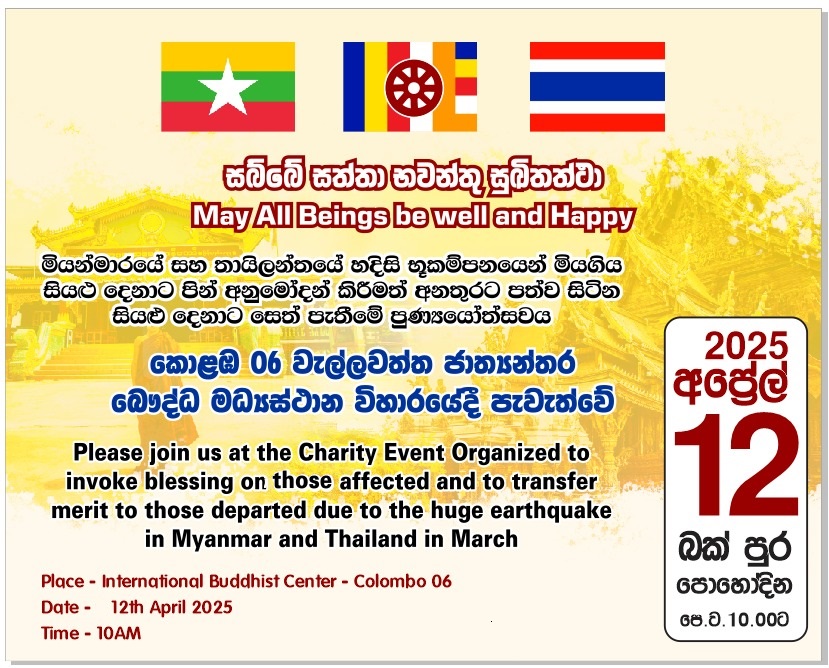 සබ්බේ සත්තා භවන්තු සුඛිතත්ථා
May All Beings be well and Happy
මියන්මාරයේ සහ තායිලන්තයේ හදිසි භූකම්පනයෙන් මියගිය
සියළු දෙනාට පින් අනුමෝදන් කිරීමත් අනතුරට පත්ව සිටින
සියළු දෙනාට සෙත් පැතීමේ පුණ්‍යයෝත්සවය
කොළඹ 06 වැල්ලවත්ත ජාත්‍යන්තර
බෞද්ධ මධ්‍යස්ථාන විහාරයේදී පැවැත්වේ
Please join us at the Charity Event Organized to
invoke blessing on those affected and to transfer
merit to those departed due to the huge earthquake
in Myanmar and Thailand in March
Place - International Buddhist Center - Colombo 06
Date - 12th April 2025
Time - 10AM
2025
අප්‍රේල්
12
බක් පුර
පොහෝදින
පෙ.ව.10.00ට